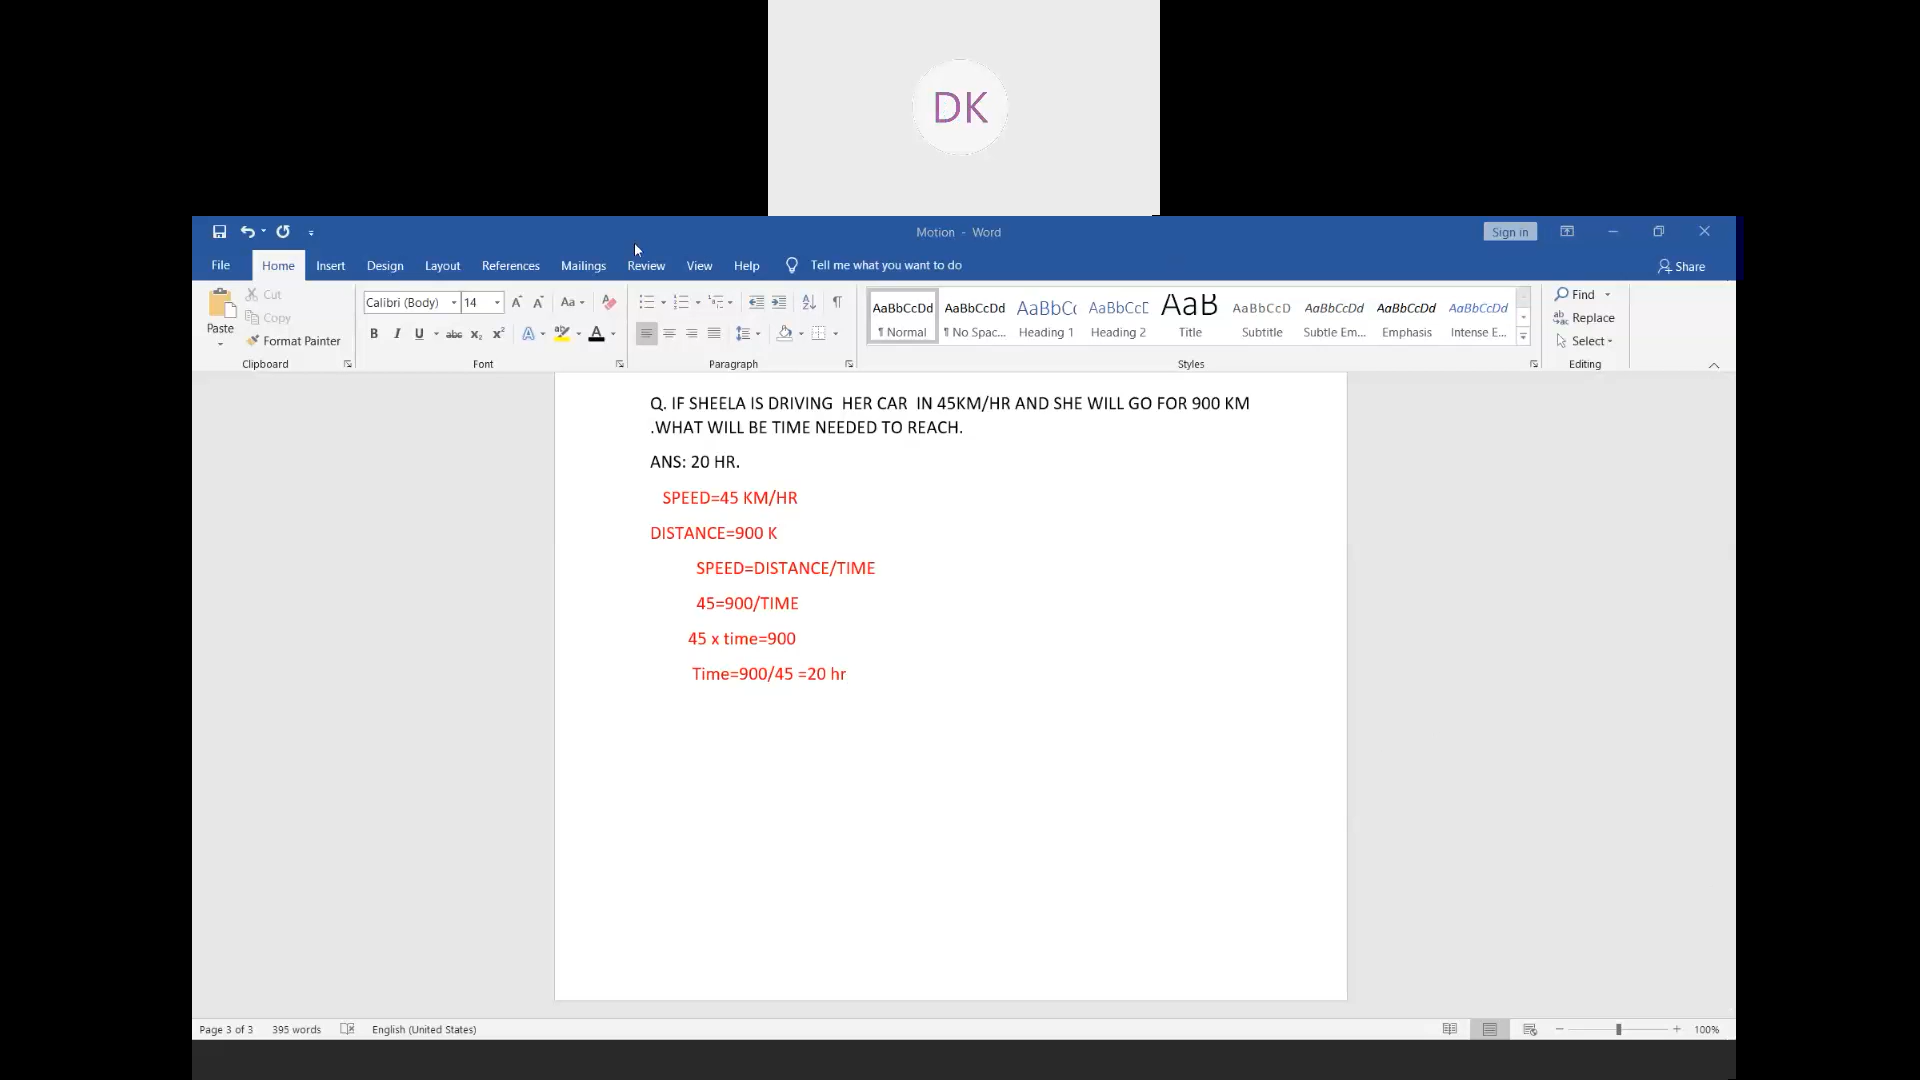 DK
Motion - Word
Sign in
File Home Insert Design Layout References Mailings Review View Help Tell me what you want to do Share
Paste
Cut
Copy
Format Painter
Clipboard
Calibri (Body) 14
Font
Paragraph
AaBbCcDd AaBbCcDd AaBbCc AaBbCcE AaB AaBbCcD AaBbCcDd AaBbCcDd AaBbCcDd
¶ Normal ¶ No Spac... Heading 1 Heading 2 Title Subtitle Subtle Em... Emphasis Intense E...
Styles
Find
Replace
Select
Editing
Q. IF SHEELA IS DRIVING HER CAR IN 45KM/HR AND SHE WILL GO FOR 900 KM
.WHAT WILL BE TIME NEEDED TO REACH.
ANS: 20 HR.
SPEED=45 KM/HR
DISTANCE=900 K
SPEED=DISTANCE/TIME
45=900/TIME
45 x time=900
Time=900/45 =20 hr
Page 3 of 3 395 words English (United States) 100%